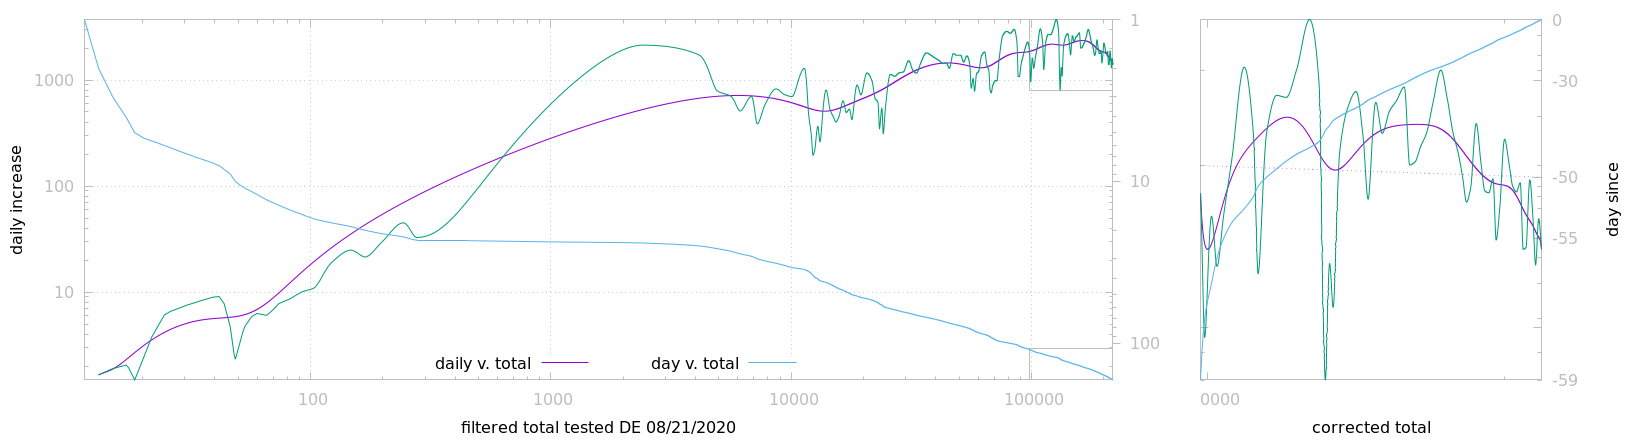 daily increase
1000
100
10
daily v. total
day v. total
100
1000
10000
100000
filtered total tested DE 08/21/2020
1
10
100
0000
corrected total
0
-30
-50
-55
-59
day since